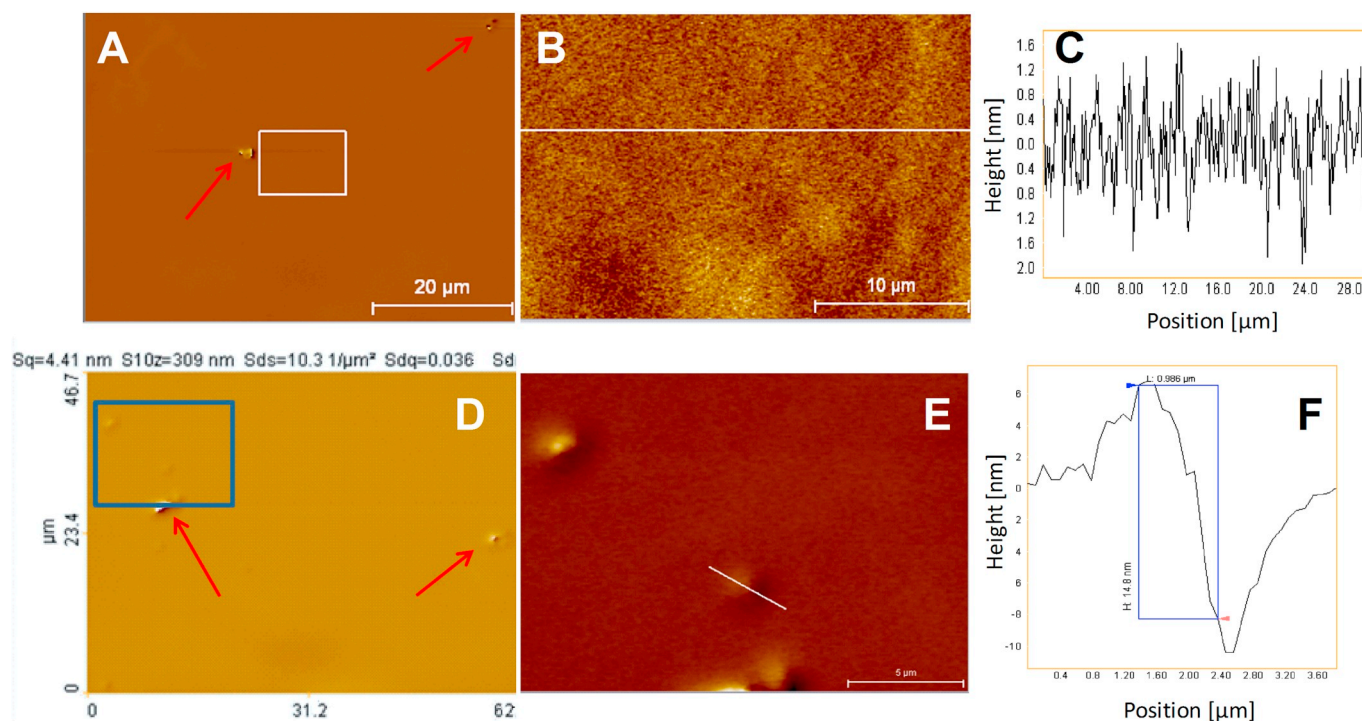 A
20 µm
B
10 µm
C
Height [nm]
1.6
1.2
0.8
0.4
0.0
0.4
0.8
1.2
1.6
2.0
4.00 8.00 12.0 16.0 20.0 24.0 28.0
Position [µm]
Sq=4.41 nm S10z=309 nm Sds=10.3 1/µm² Sdq=0.036 Sd
D
µm
46.7
23.4
0
0 31.2 62
E
5 µm
F
L: 0.986 µm
H: 14.8 nm
Height [nm]
6
4
2
0
-2
-4
6
-8
-10
0.4 0.8 1.20 1.60 2.00 2.40 2.80 3.20 3.60
Position [µm]